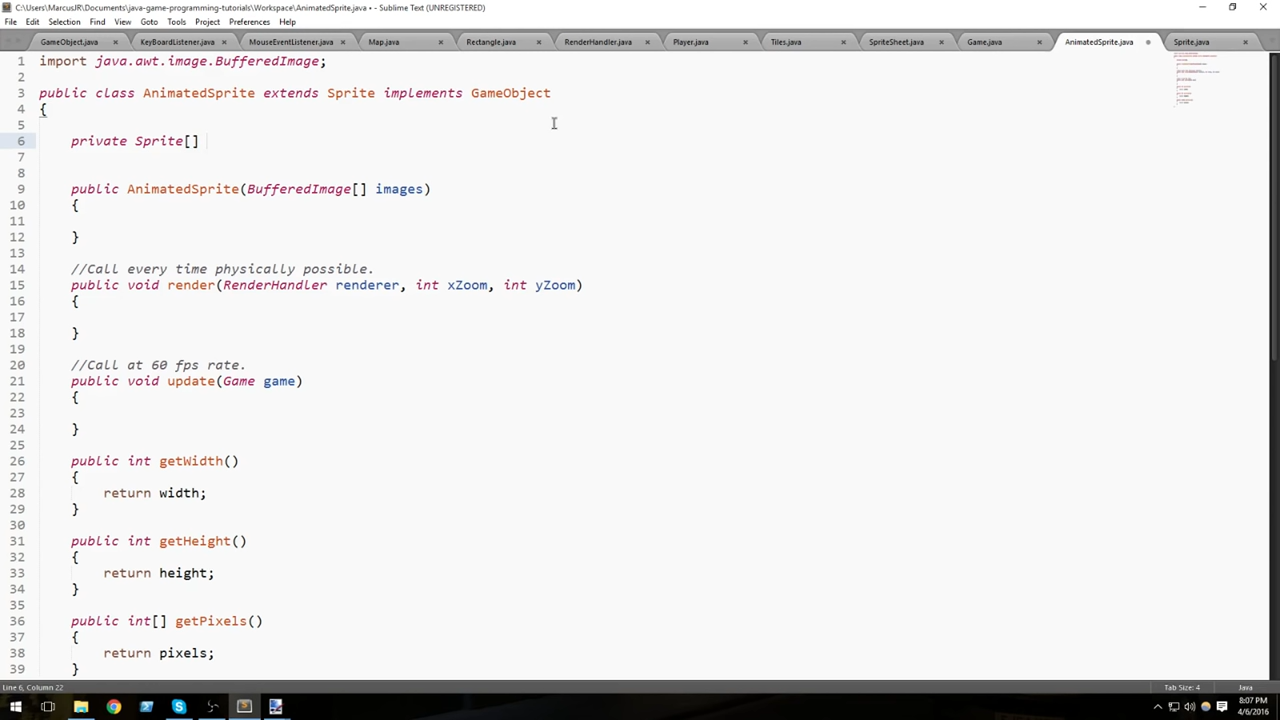 C:\Users\MarcusJR\Documents\java-game-programming-tutorials\Workspace\AnimatedSprite.java • - Sublime Text (UNREGISTERED)
File Edit Selection Find View Goto Tools Project Preferences Help
GameObject.java KeyBoardListener.java MouseEventListener.java Map.java Rectangle.java RenderHandler.java Player.java Tiles.java SpriteSheet.java Game.java AnimatedSprite.java Sprite.java
1 import java.awt.image.BufferedImage;
2
3 public class AnimatedSprite extends Sprite implements GameObject
4 {
5
6 private Sprite[]
7
8
9 public AnimatedSprite(BufferedImage[] images)
10 {
11
12 }
13
14 //Call every time physically possible.
15 public void render(RenderHandler renderer, int xZoom, int yZoom)
16 {
17
18 }
19
20 //Call at 60 fps rate.
21 public void update(Game game)
22 {
23
24 }
25
26 public int getWidth()
27 {
28 return width;
29 }
30
31 public int getHeight()
32 {
33 return height;
34 }
35
36 public int[] getPixels()
37 {
38 return pixels;
39 }
Line 6, Column 22 Tab Size: 4 Java
8:07 PM
4/6/2016